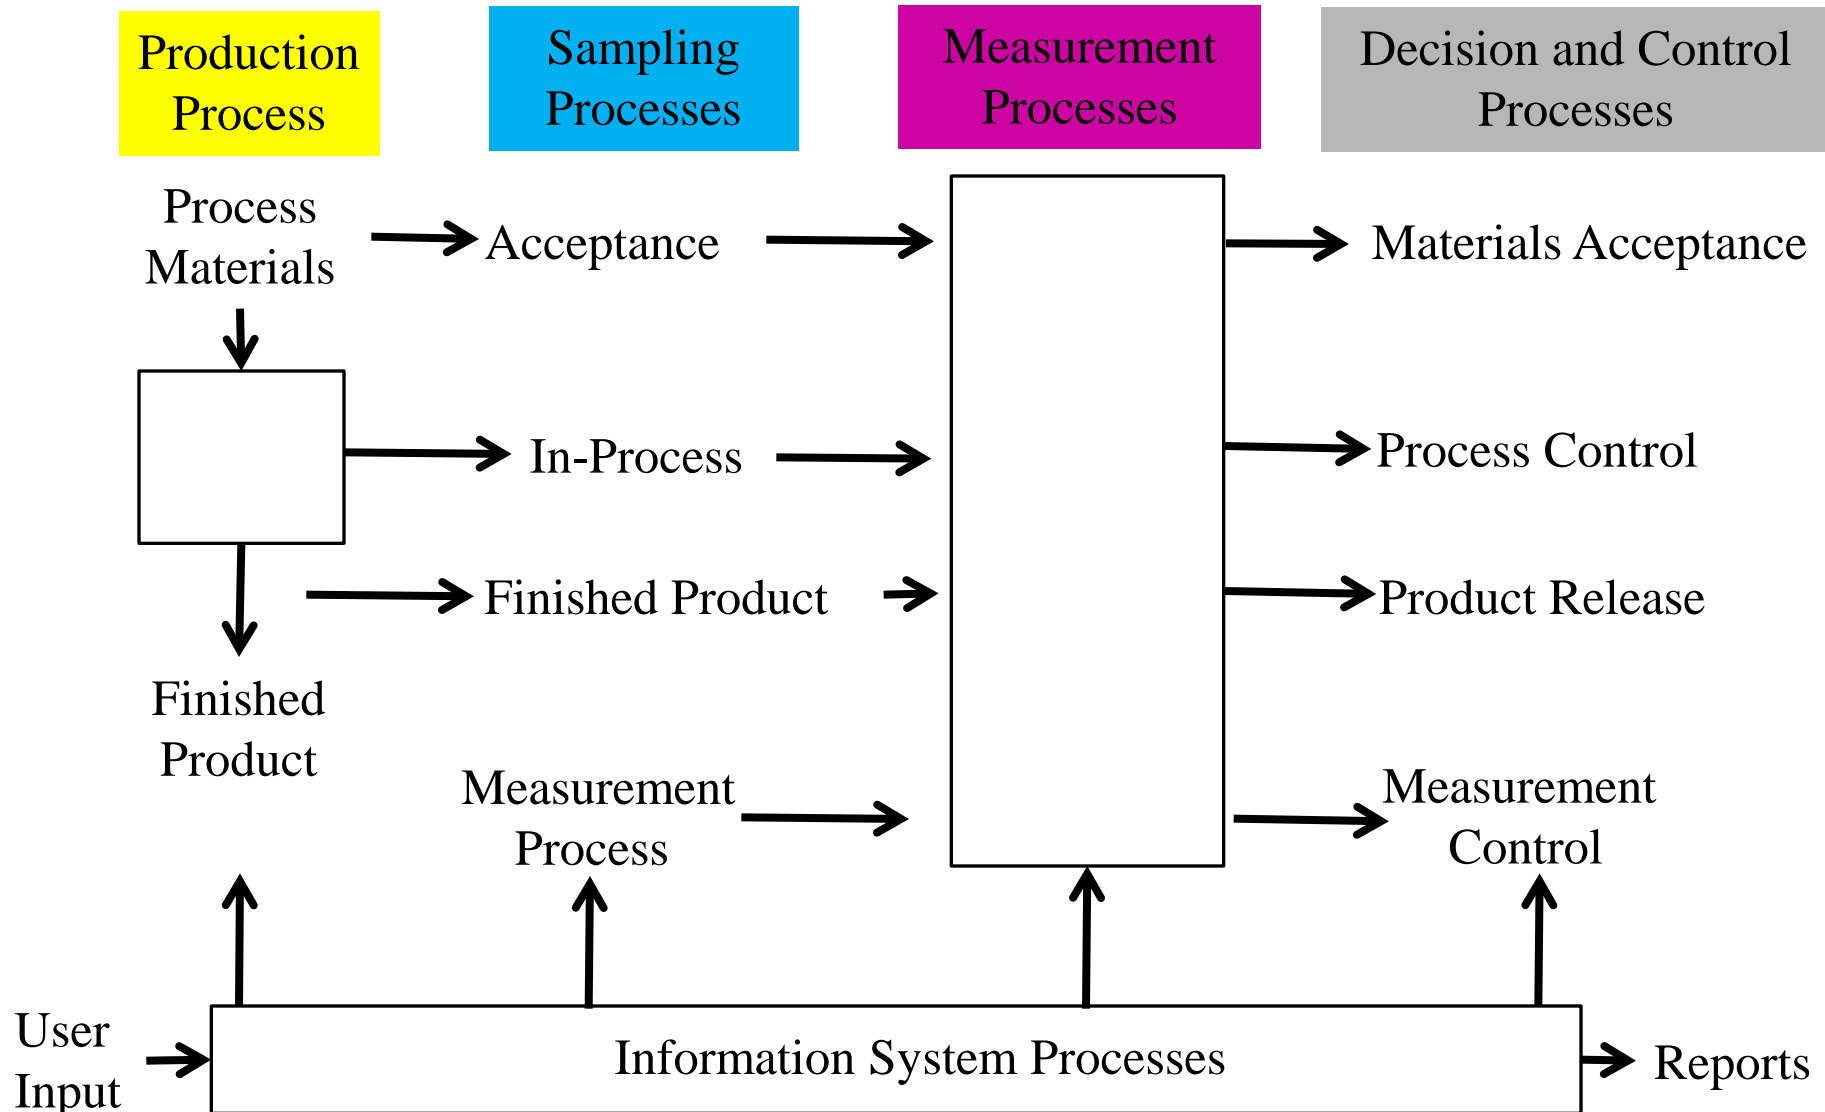 Production
Process
Sampling
Processes
Measurement
Processes
Decision and Control
Processes
Process
Materials
Acceptance
Materials Acceptance
In-Process
Process Control
Finished Product
Product Release
Finished
Product
Measurement
Process
Measurement
Control
User
Input
Information System Processes
Reports